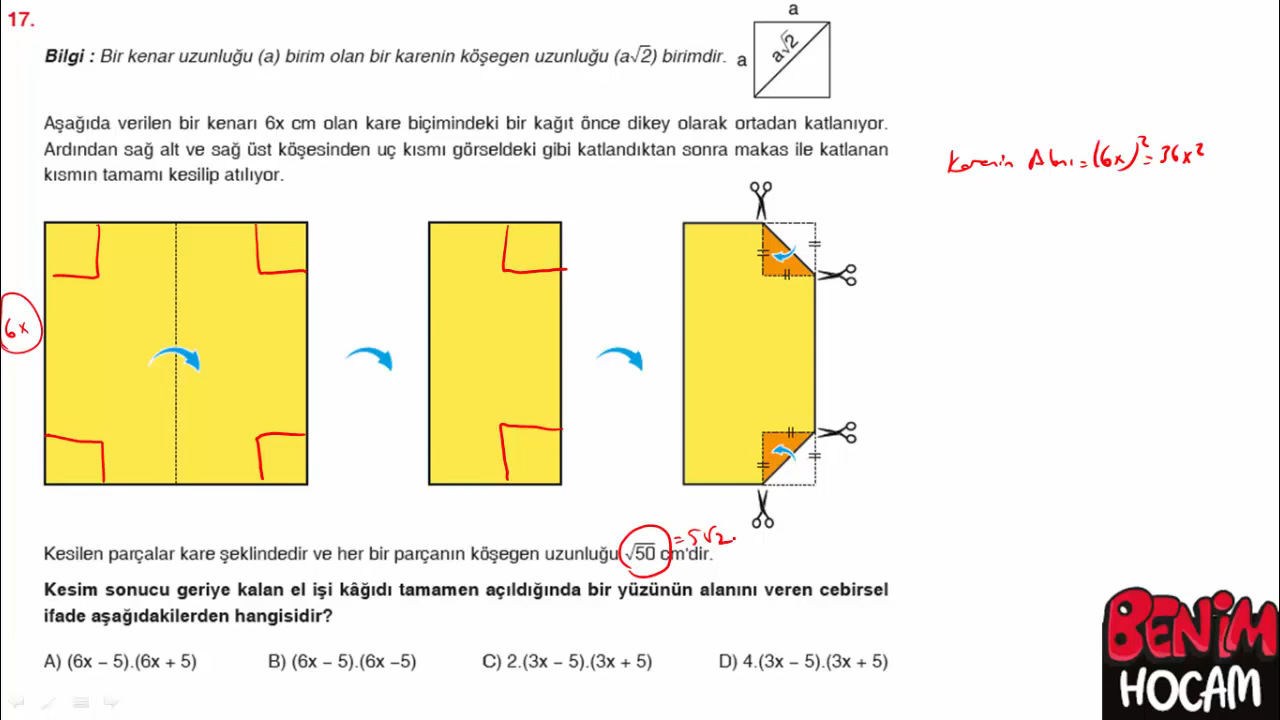 17.
a
Bilgi : Bir kenar uzunluğu (a) birim olan bir karenin köşegen uzunluğu (a√2) birimdir.
a
a√2
Aşağıda verilen bir kenarı 6x cm olan kare biçimindeki bir kağıt önce dikey olarak ortadan katlanıyor.
Ardından sağ alt ve sağ üst köşesinden uç kısmı görseldeki gibi katlandıktan sonra makas ile katlanan
kısmın tamamı kesilip atılıyor.
Karenin Alanı = (6x)² = 36x²
6x
Kesilen parçalar kare şeklindedir ve her bir parçanın köşegen uzunluğu √50 cm'dir.
= 5√2.
Kesim sonucu geriye kalan el işi kâğıdı tamamen açıldığında bir yüzünün alanını veren cebirsel
ifade aşağıdakilerden hangisidir?
A) (6x − 5).(6x + 5) B) (6x − 5).(6x −5) C) 2.(3x − 5).(3x + 5) D) 4.(3x − 5).(3x + 5)
BENİM
HOCAM